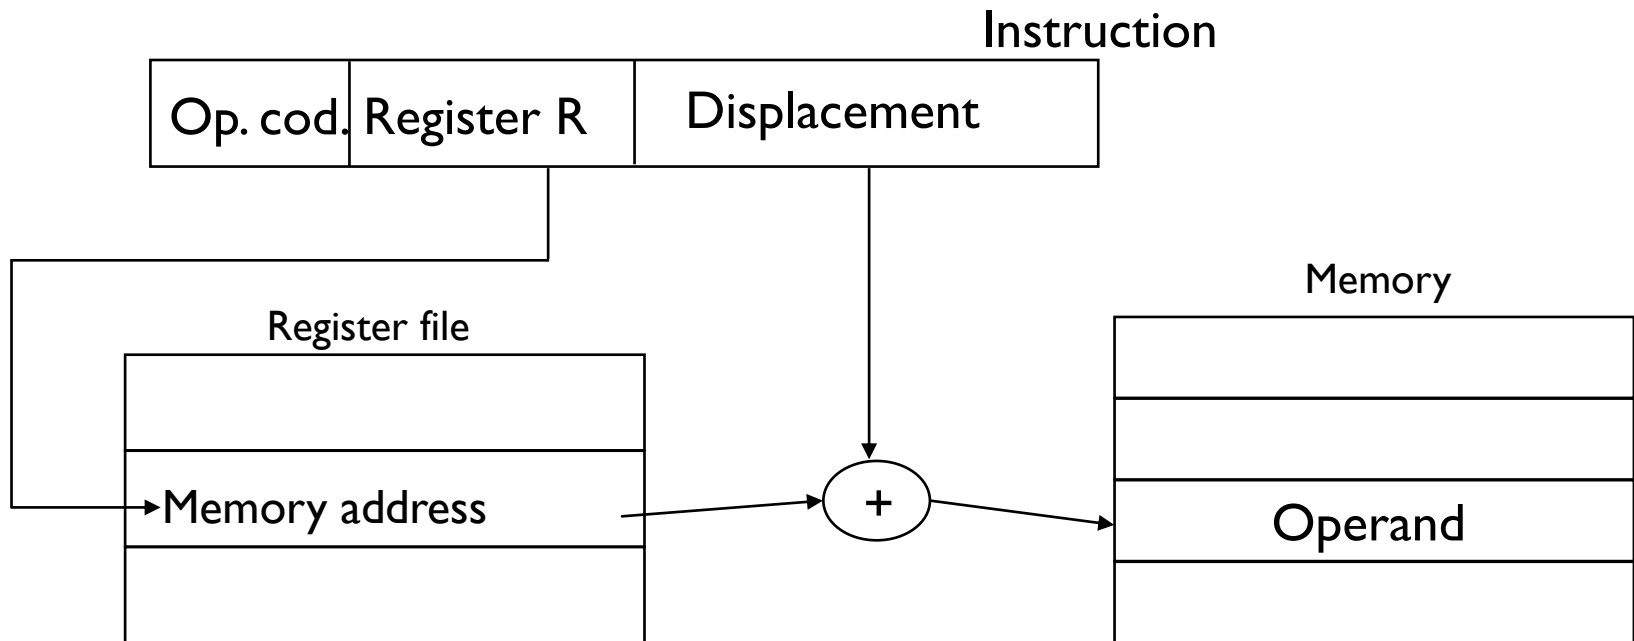 Instruction
Op. cod. Register R Displacement
Memory
Register file
Memory address
+
Operand